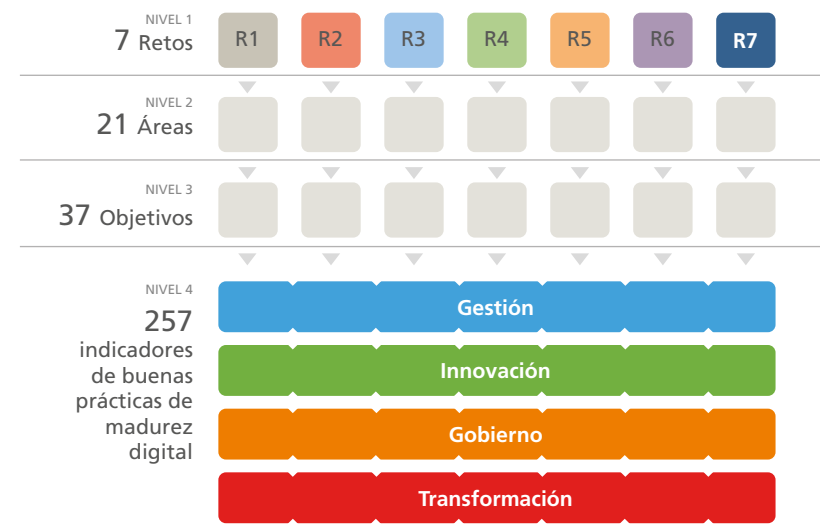 NIVEL 1
7 Retos
R1 R2 R3 R4 R5 R6 R7
NIVEL 2
21 Áreas
NIVEL 3
37 Objetivos
NIVEL 4
257
indicadores
de buenas
prácticas de
madurez
digital
Gestión
Innovación
Gobierno
Transformación